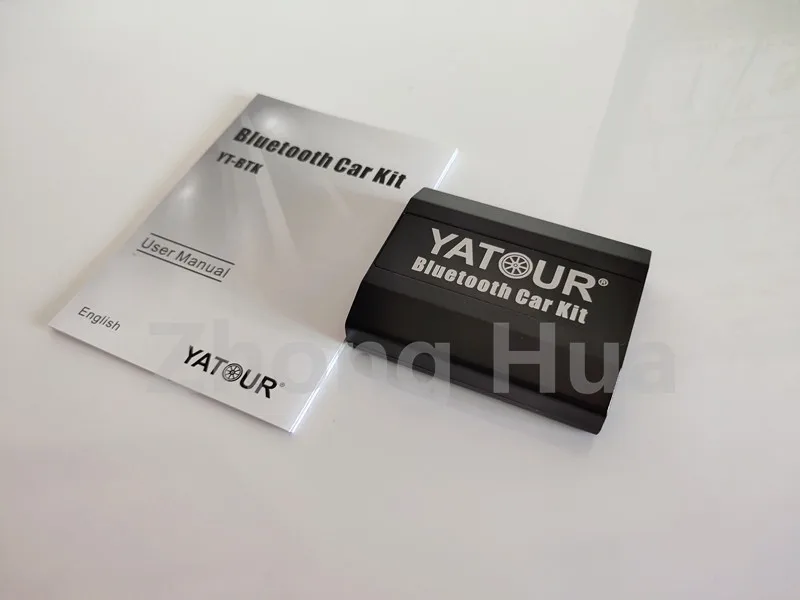 Bluetooth Car Kit
YT-BTK
User Manual
English
YATOUR®
YATOUR®
Bluetooth Car Kit
Zhong Hua